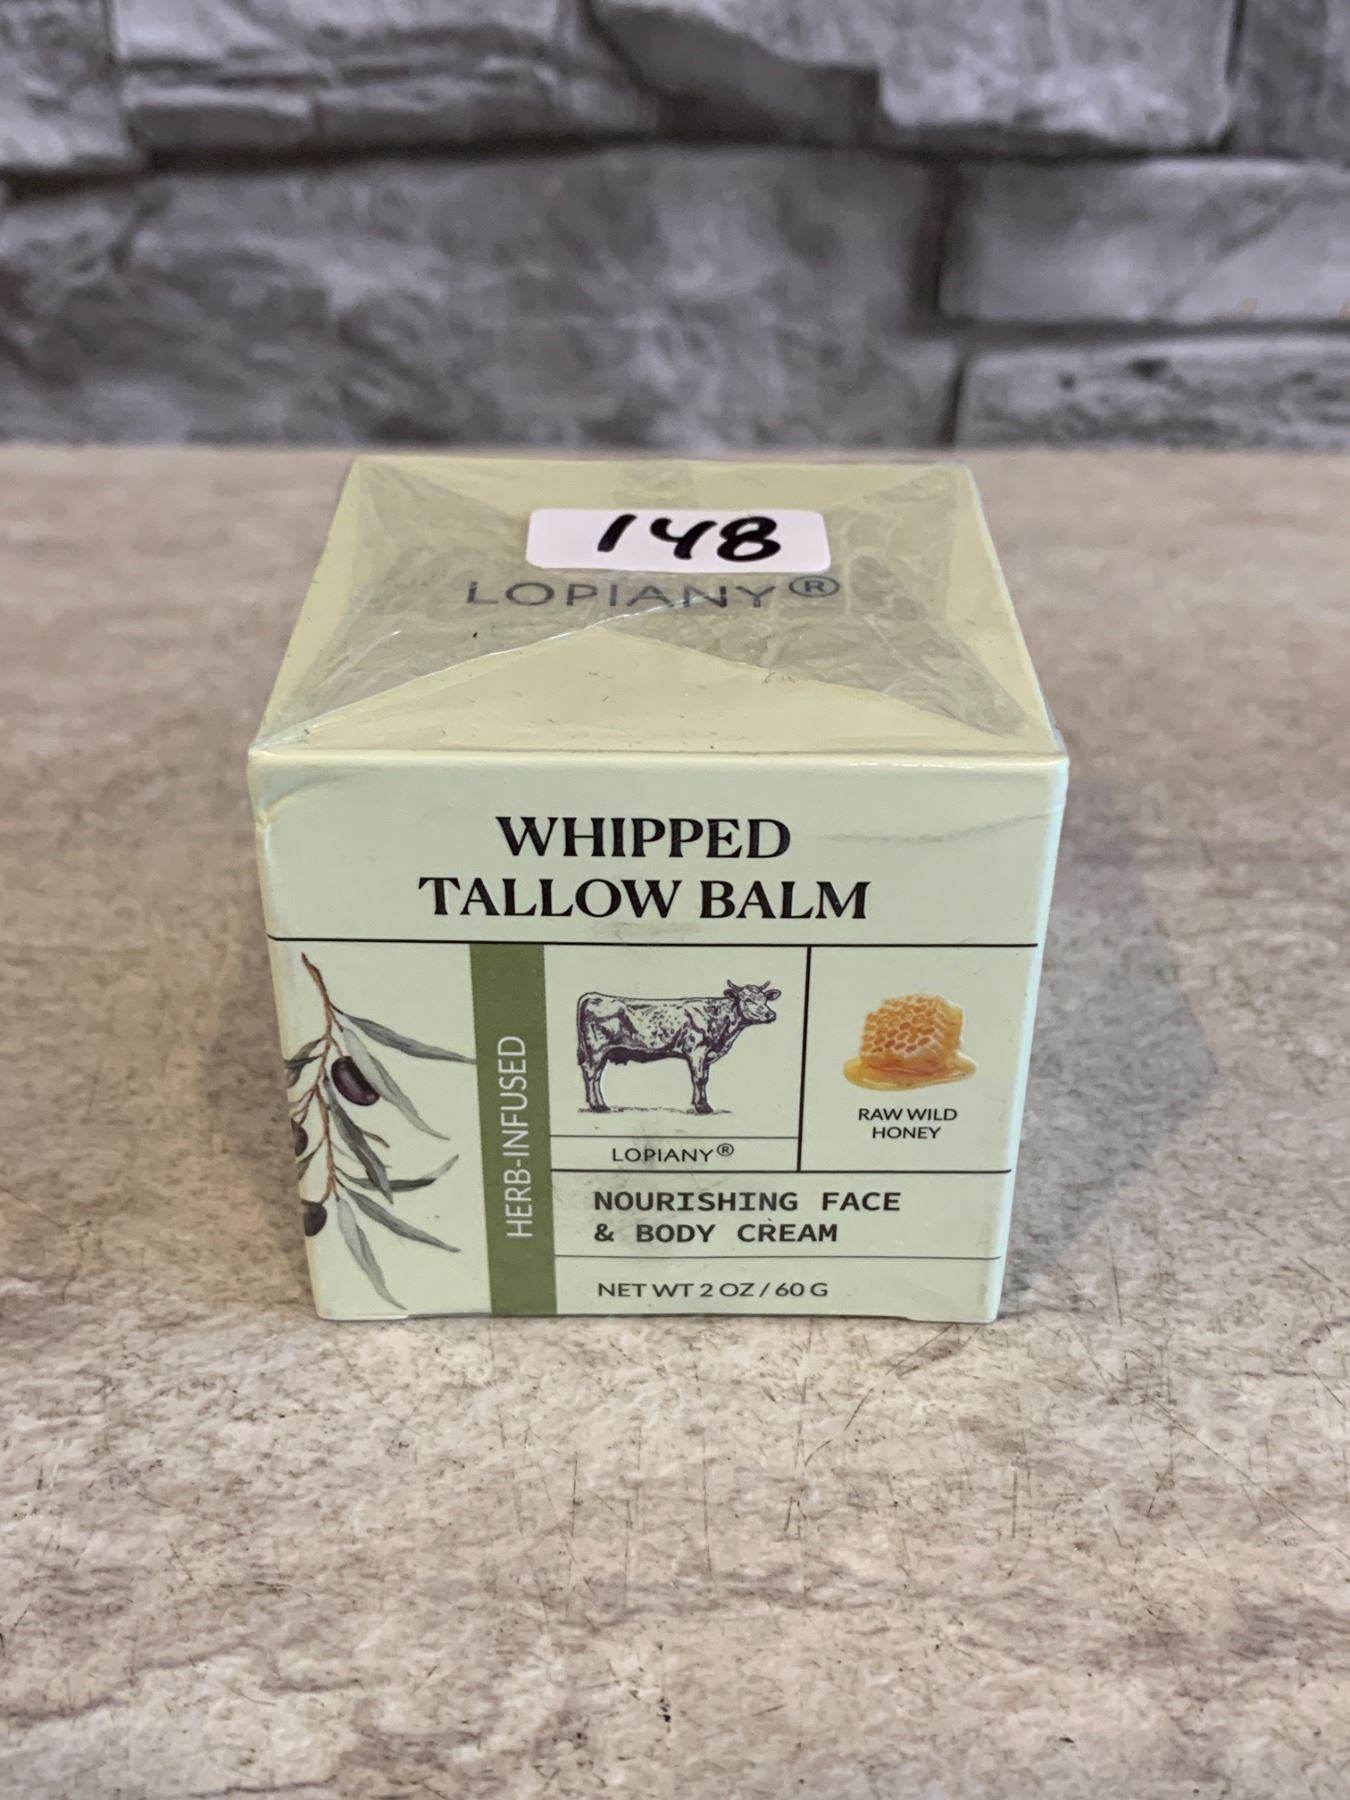 148
LOPIANY®
WHIPPED
TALLOW BALM
HERB-INFUSED
LOPIANY®
RAW WILD
HONEY
NOURISHING FACE
& BODY CREAM
NET WT 2 OZ / 60 G